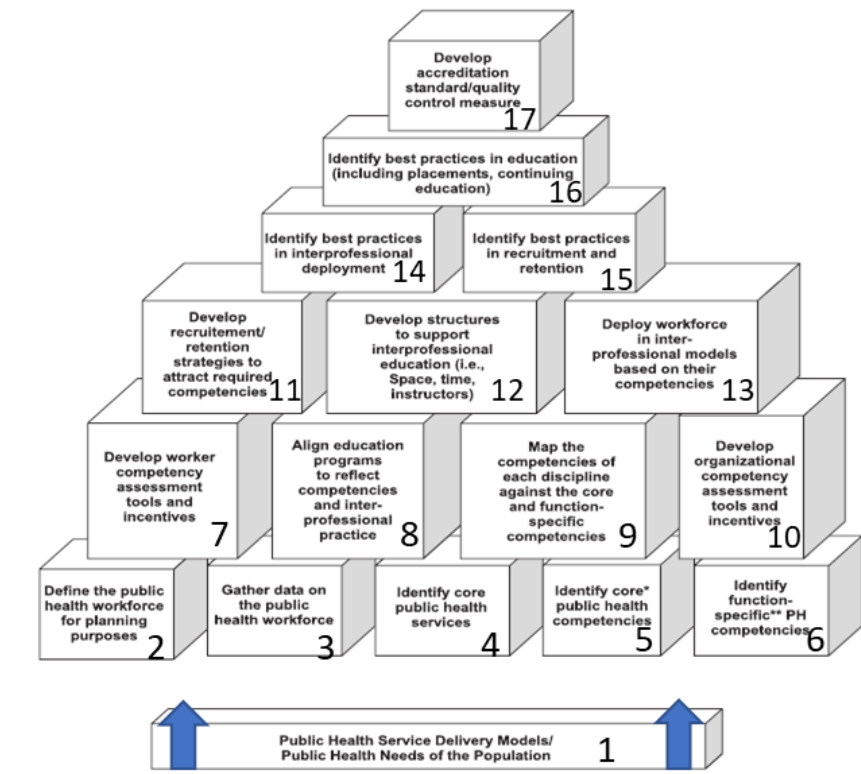 Develop
accreditation
standard/quality
control measure
17
Identify best practices in education
(including placements, continuing
education)
16
Identify best practices
in interprofessional
deployment
14
Identify best practices
in recruitment and
retention
15
Develop
recruitement/
retention
strategies to
attract required
competencies
11
Develop structures
to support
interprofessional
education (i.e.,
Space, time,
instructors)
12
Deploy workforce
in inter-
professional models
based on their
competencies
13
Develop worker
competency
assessment
tools and
incentives
7
Align education
programs
to reflect
competencies
and inter-
professional
practice
8
Map the
competencies of
each discipline
against the core
and function-
specific
competencies
9
Develop
organizational
competency
assessment
tools and
incentives
10
Define the public
health workforce
for planning
purposes
2
Gather data on
the public
health workforce
3
Identify core
public health
services
4
Identify core*
public health
competencies
5
Identify
function-
specific** PH
competencies
6
Public Health Service Delivery Models/
Public Health Needs of the Population
1